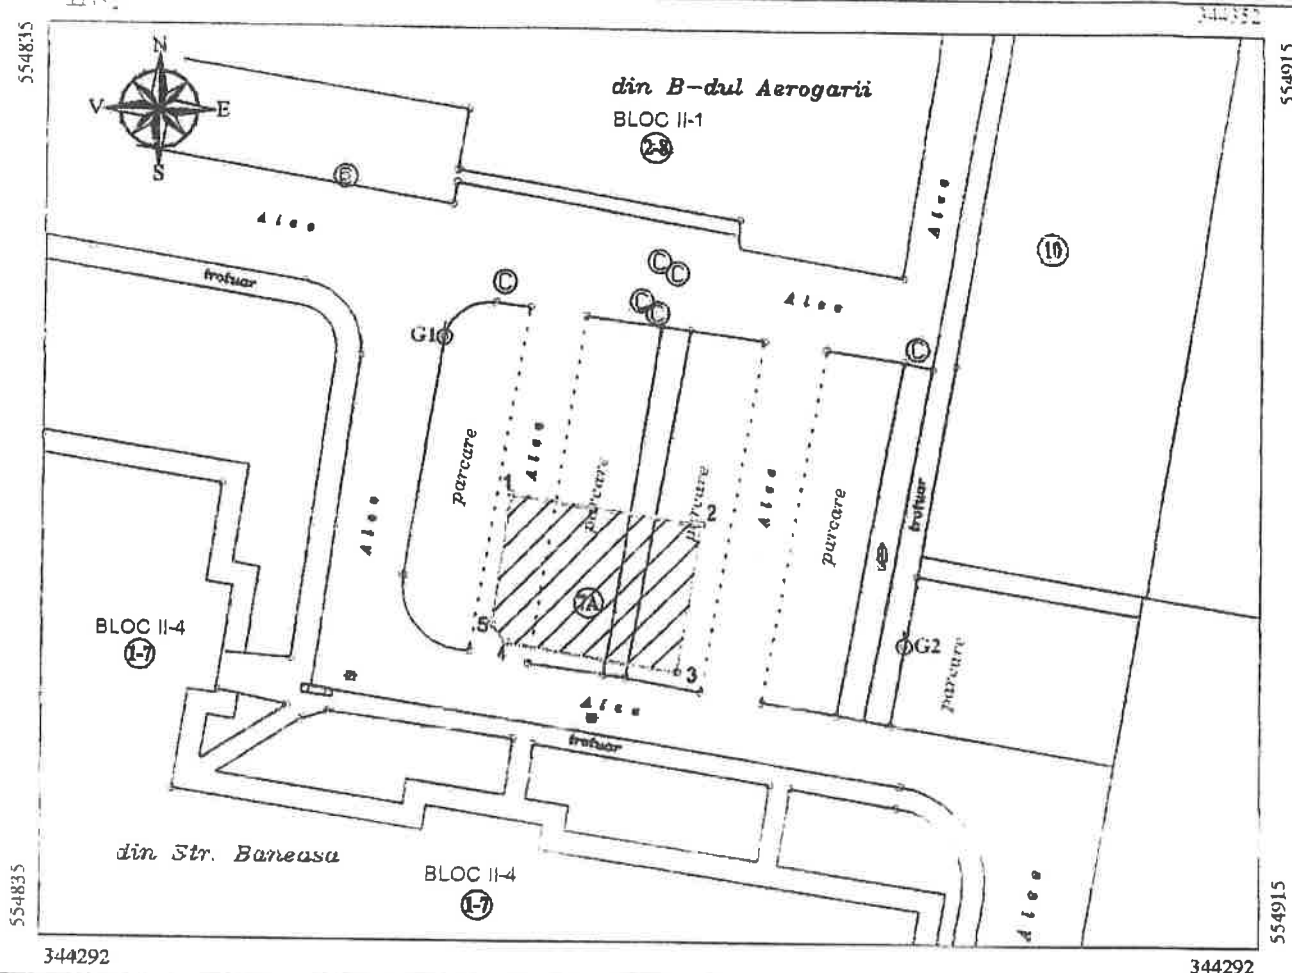 344352
554835
554915
N
V
E
S
din B-dul Aerogarii
BLOC II-1
2-8
E
Alee
Alee
10
trotuar
C
C
C
C
C
Alee
C
G1
parcare
Alee
parcare
parcare
Alee
parcare
trotuar
Alee
1
2
7A
5
4
3
BLOC II-4
1-7
G2
parcare
Alee
trotuar
din Str. Baneasa
BLOC II-4
1-7
Alee
554835
554915
344292
344292